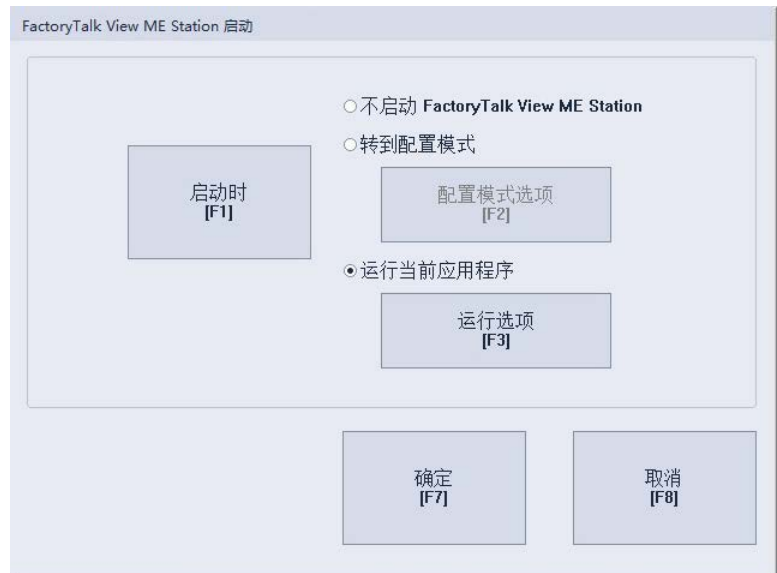 FactoryTalk View ME Station 启动
不启动 FactoryTalk View ME Station
转到配置模式
启动时
[F1]
配置模式选项
[F2]
运行当前应用程序
运行选项
[F3]
确定
[F7]
取消
[F8]